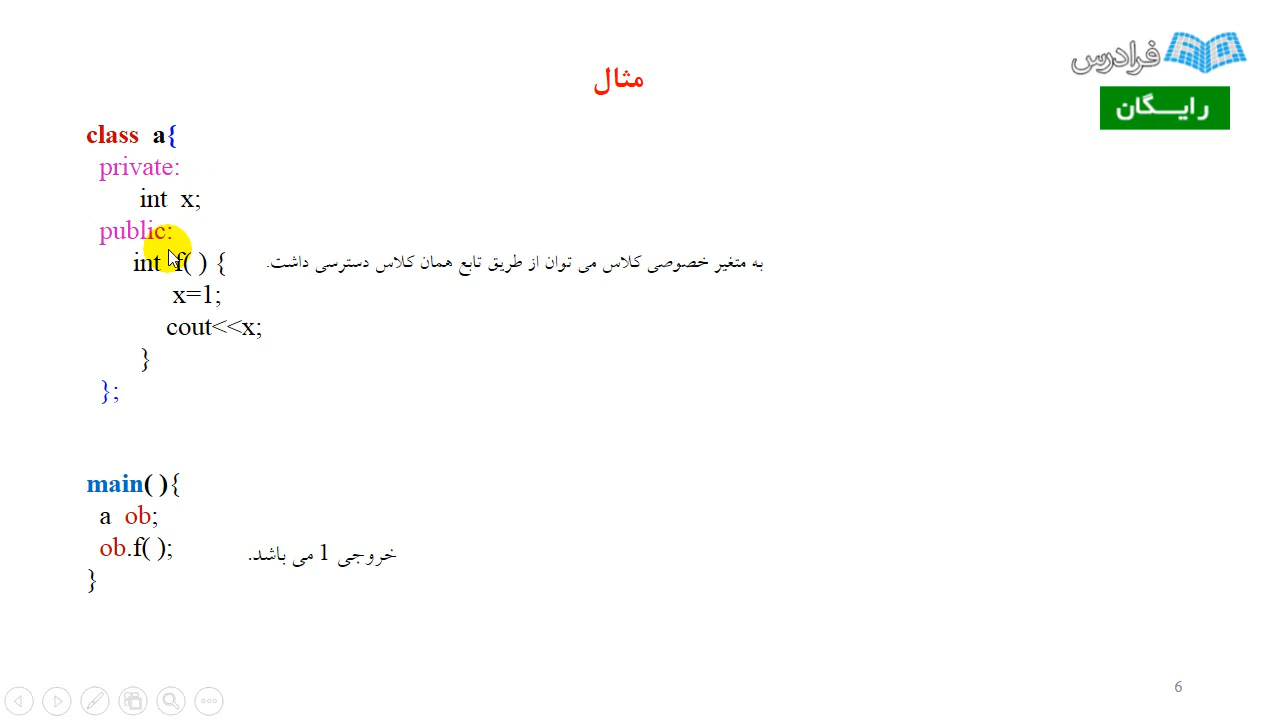 فرادرس
رایــگان
مثال
class a{
private:
int x;
public:
int f( ) {
به متغیر خصوصی کلاس می توان از طریق تابع همان کلاس دسترسی داشت.
x=1;
cout<<x;
}
};
main( ){
a ob;
ob.f( );
خروجی 1 می باشد.
}
6